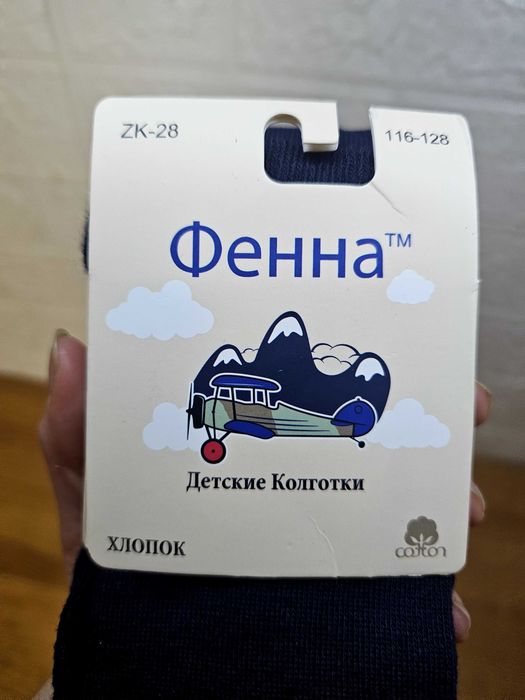 ZK-28
116-128
Фенна™
Детские Колготки
ХЛОПОК
cotton